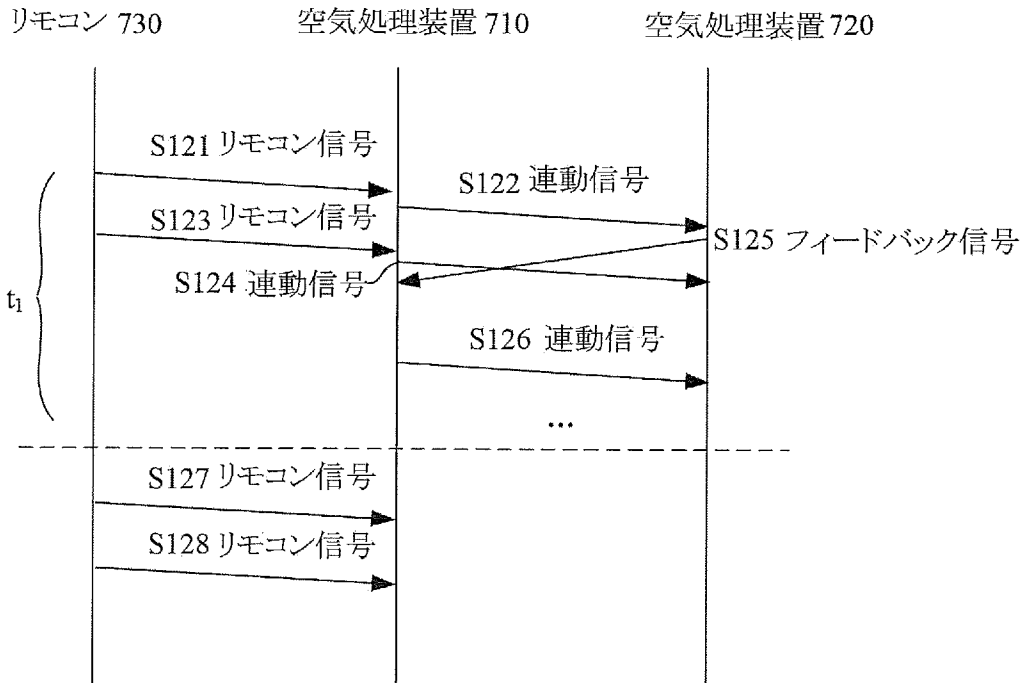 リモコン 730
空気処理装置 710
空気処理装置 720
S121 リモコン信号
S122 連動信号
S123 リモコン信号
S125 フィードバック信号
S124 連動信号
t1
S126 連動信号
...
S127 リモコン信号
S128 リモコン信号